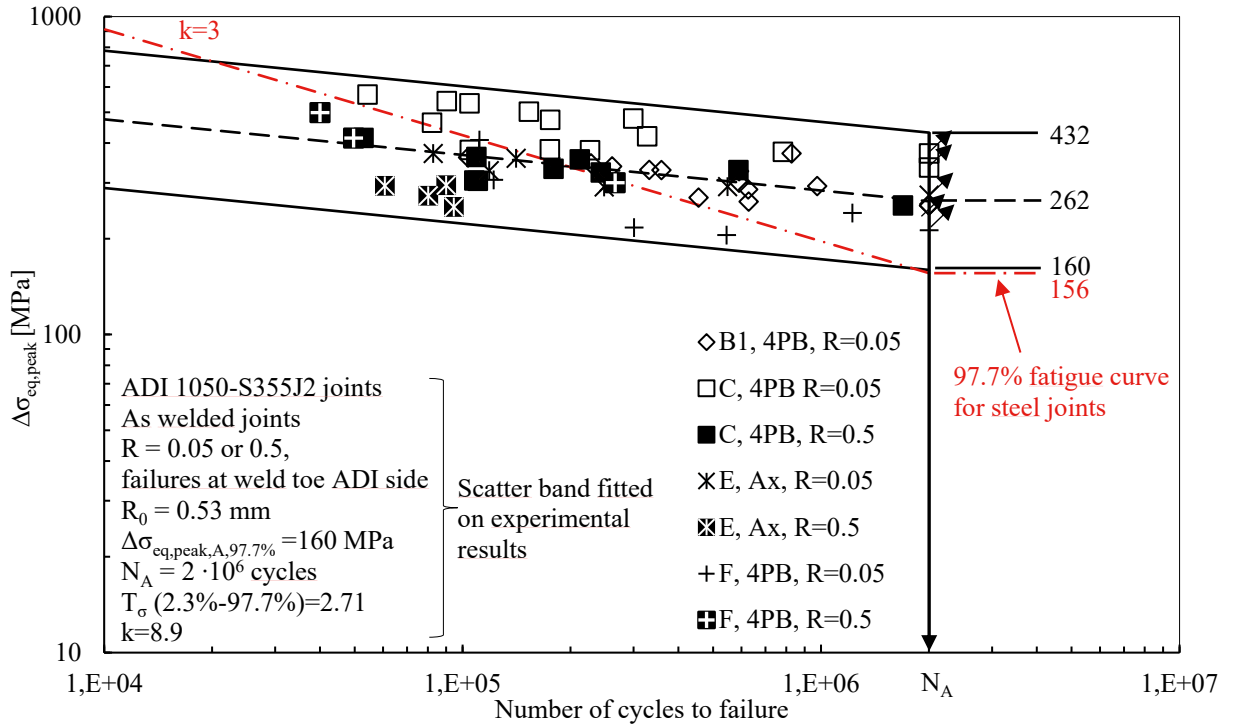 1000
k=3
432
262
160
156
100
Δσeq,peak [MPa]
B1, 4PB, R=0.05
C, 4PB R=0.05
C, 4PB, R=0.5
E, Ax, R=0.05
E, Ax, R=0.5
F, 4PB, R=0.05
F, 4PB, R=0.5
97.7% fatigue curve
for steel joints
ADI 1050-S355J2 joints
As welded joints
R = 0.05 or 0.5,
failures at weld toe ADI side
R0 = 0.53 mm
Δσeq,peak,A,97.7% =160 MPa
NA = 2 ·10⁶ cycles
Tσ (2.3%-97.7%)=2.71
k=8.9
Scatter band fitted
on experimental
results
10
1,E+04
1,E+05
1,E+06
NA
1,E+07
Number of cycles to failure